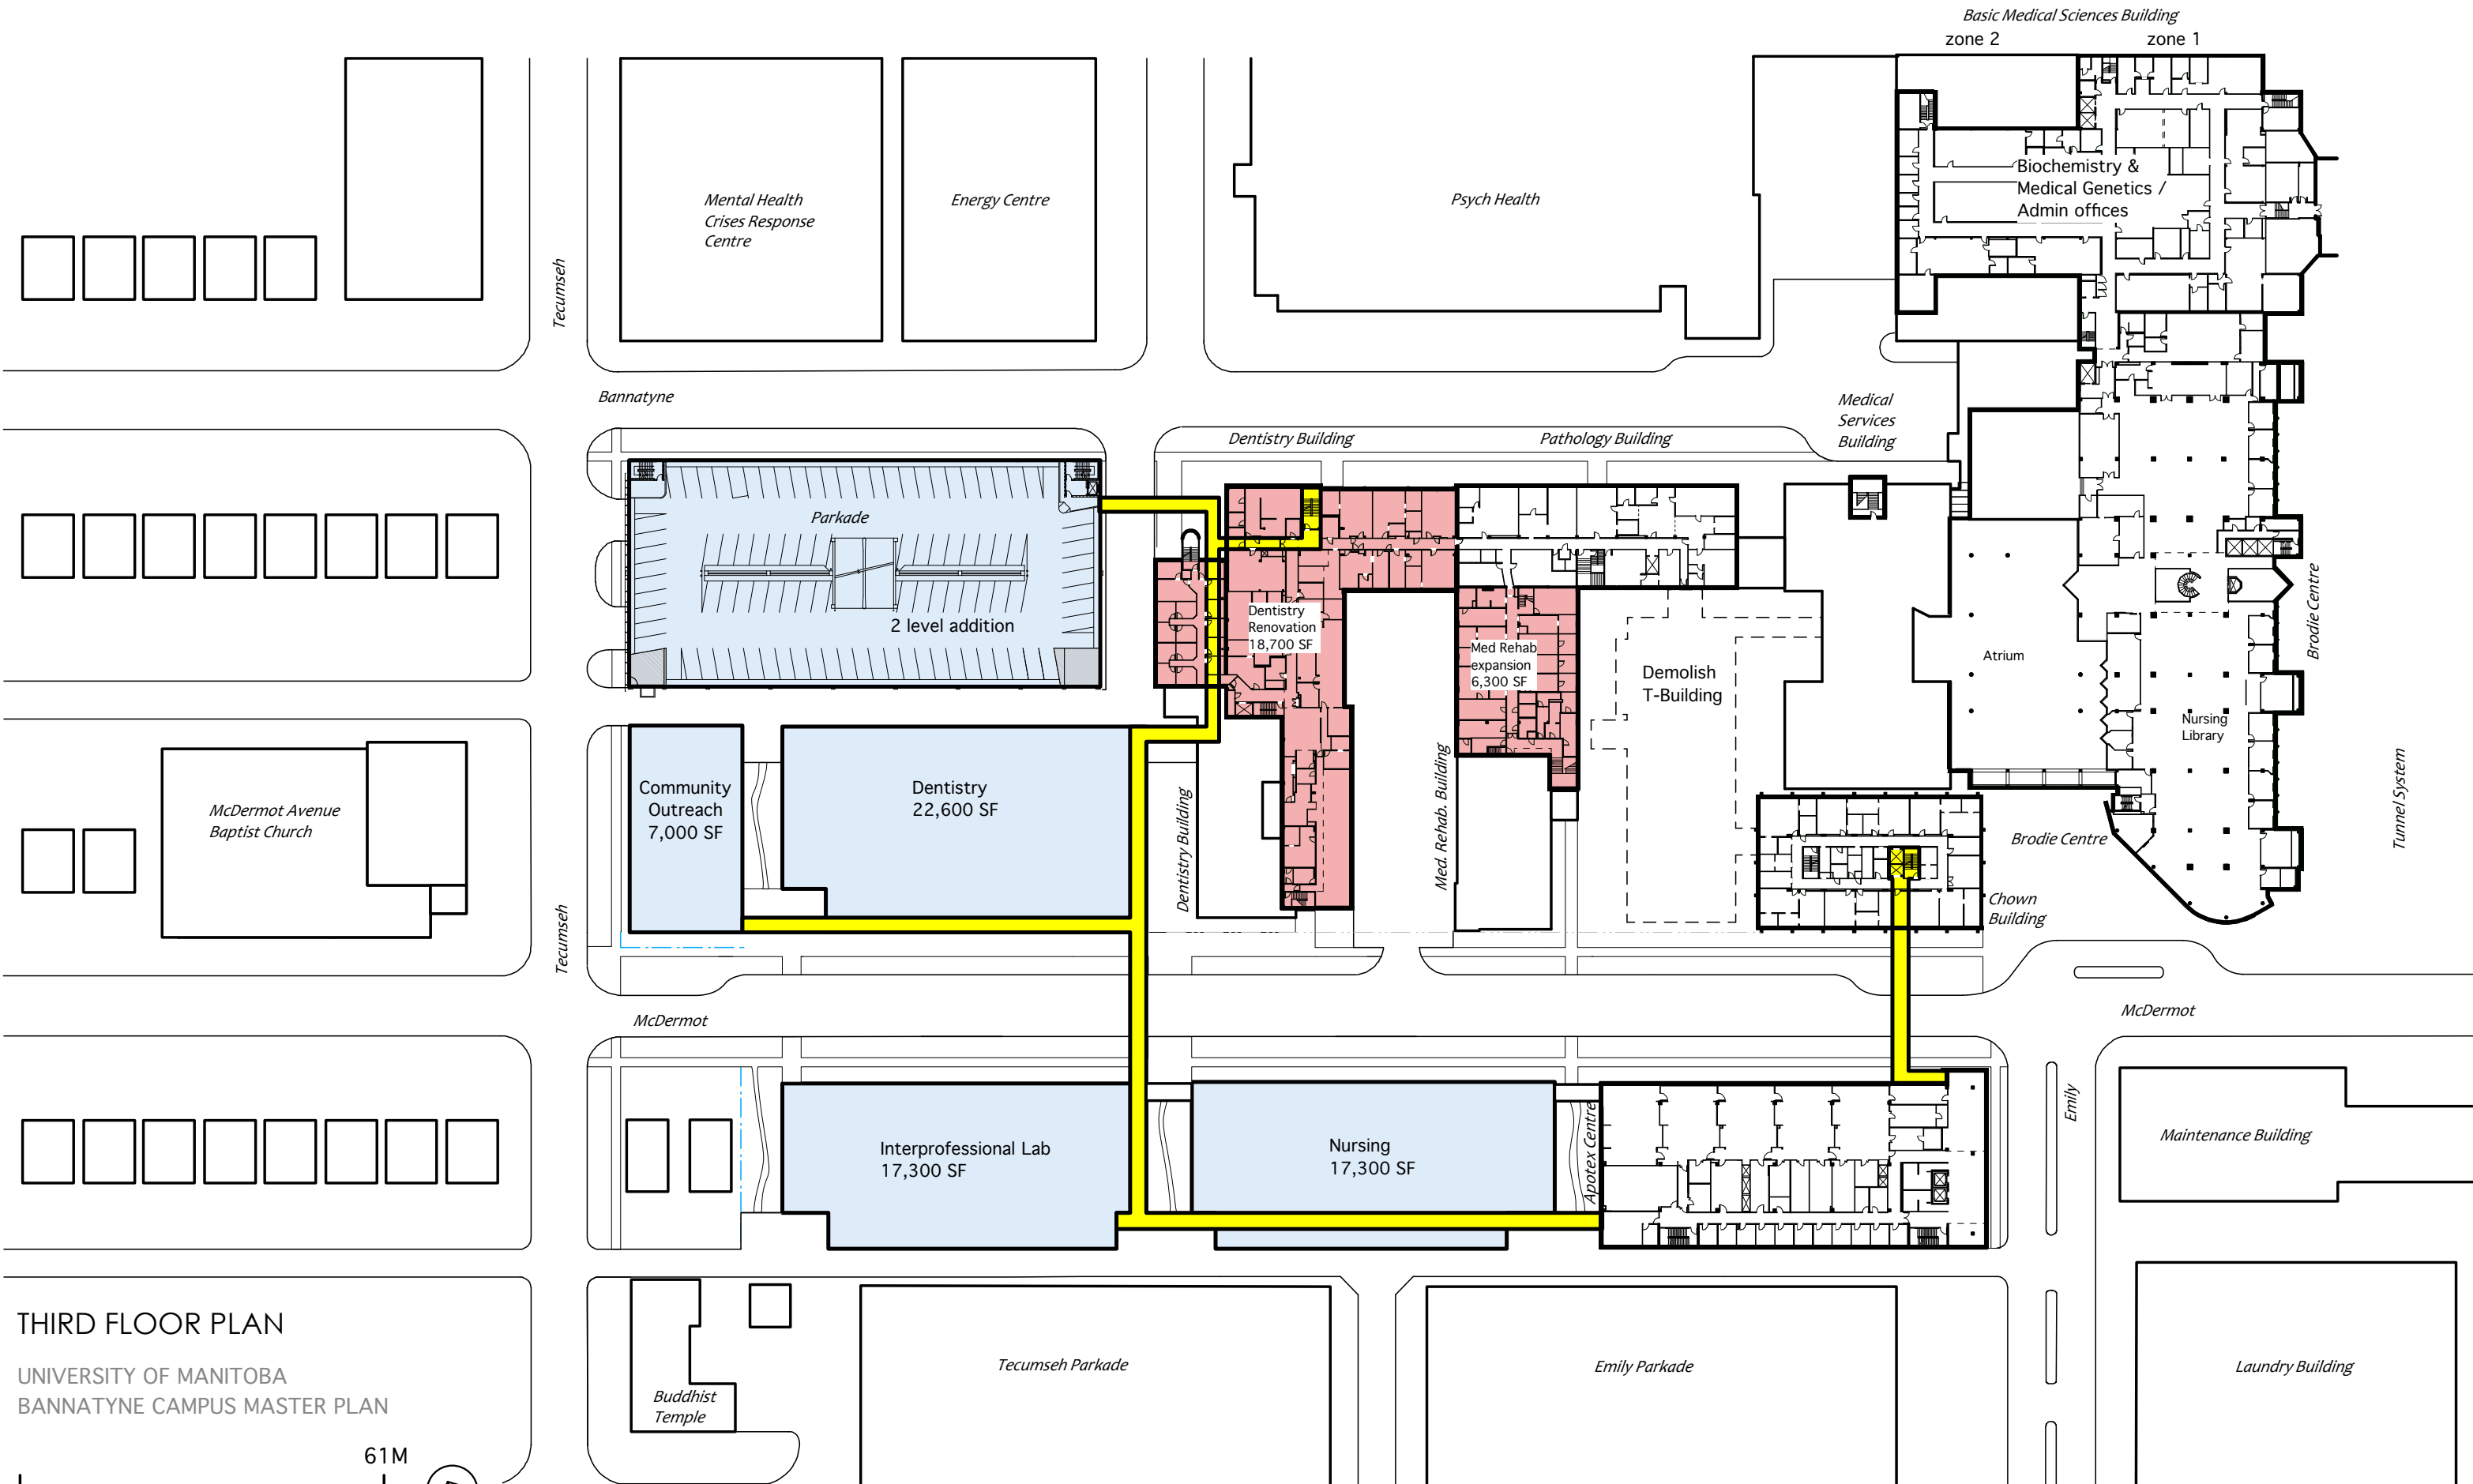 Basic Medical Sciences Building
zone 2
zone 1
Biochemistry &
Medical Genetics /
Admin offices
Mental Health
Crises Response
Centre
Energy Centre
Psych Health
Tecumseh
Bannatyne
Medical
Services
Building
Dentistry Building
Pathology Building
Parkade
2 level addition
Dentistry
Renovation
18,700 SF
Med Rehab
expansion
6,300 SF
Demolish
T-Building
Atrium
Brodie Centre
Nursing
Library
Tunnel System
McDermot Avenue
Baptist Church
Community
Outreach
7,000 SF
Dentistry
22,600 SF
Dentistry Building
Med. Rehab. Building
Brodie Centre
Chown
Building
Tecumseh
McDermot
McDermot
Interprofessional Lab
17,300 SF
Nursing
17,300 SF
Apotex Centre
Emily
Maintenance Building
THIRD FLOOR PLAN
UNIVERSITY OF MANITOBA
BANNATYNE CAMPUS MASTER PLAN
61M
Buddhist
Temple
Tecumseh Parkade
Emily Parkade
Laundry Building